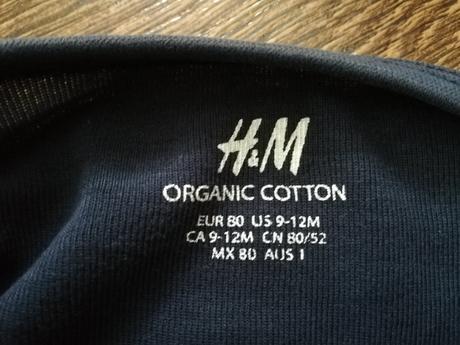 H&M
ORGANIC COTTON
EUR 80 US 9-12M
CA 9-12M CN 80/52
MX 80 AUS 1